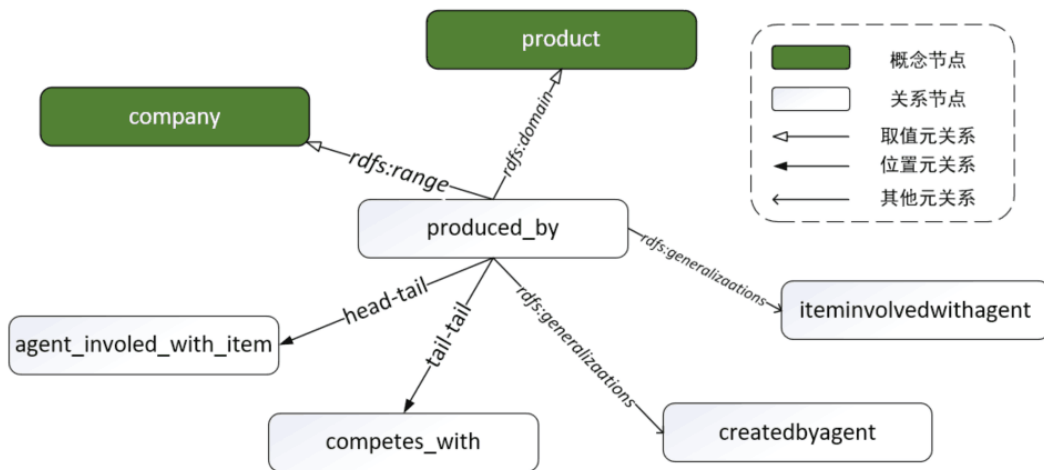 product
概念节点
company
关系节点
rdfs:domain
取值元关系
rdfs:range
位置元关系
其他元关系
produced_by
rdfs:generalizaations
head-tail
iteminvolvedwithagent
agent_involed_with_item
tail-tail
rdfs:generalizaations
competes_with
createdbyagent